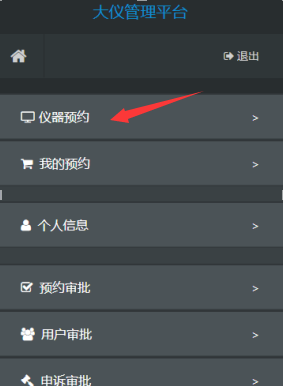 大仪管理平台
退出
仪器预约 >
我的预约 >
个人信息 >
预约审批 >
用户审批 >
申诉审批 >